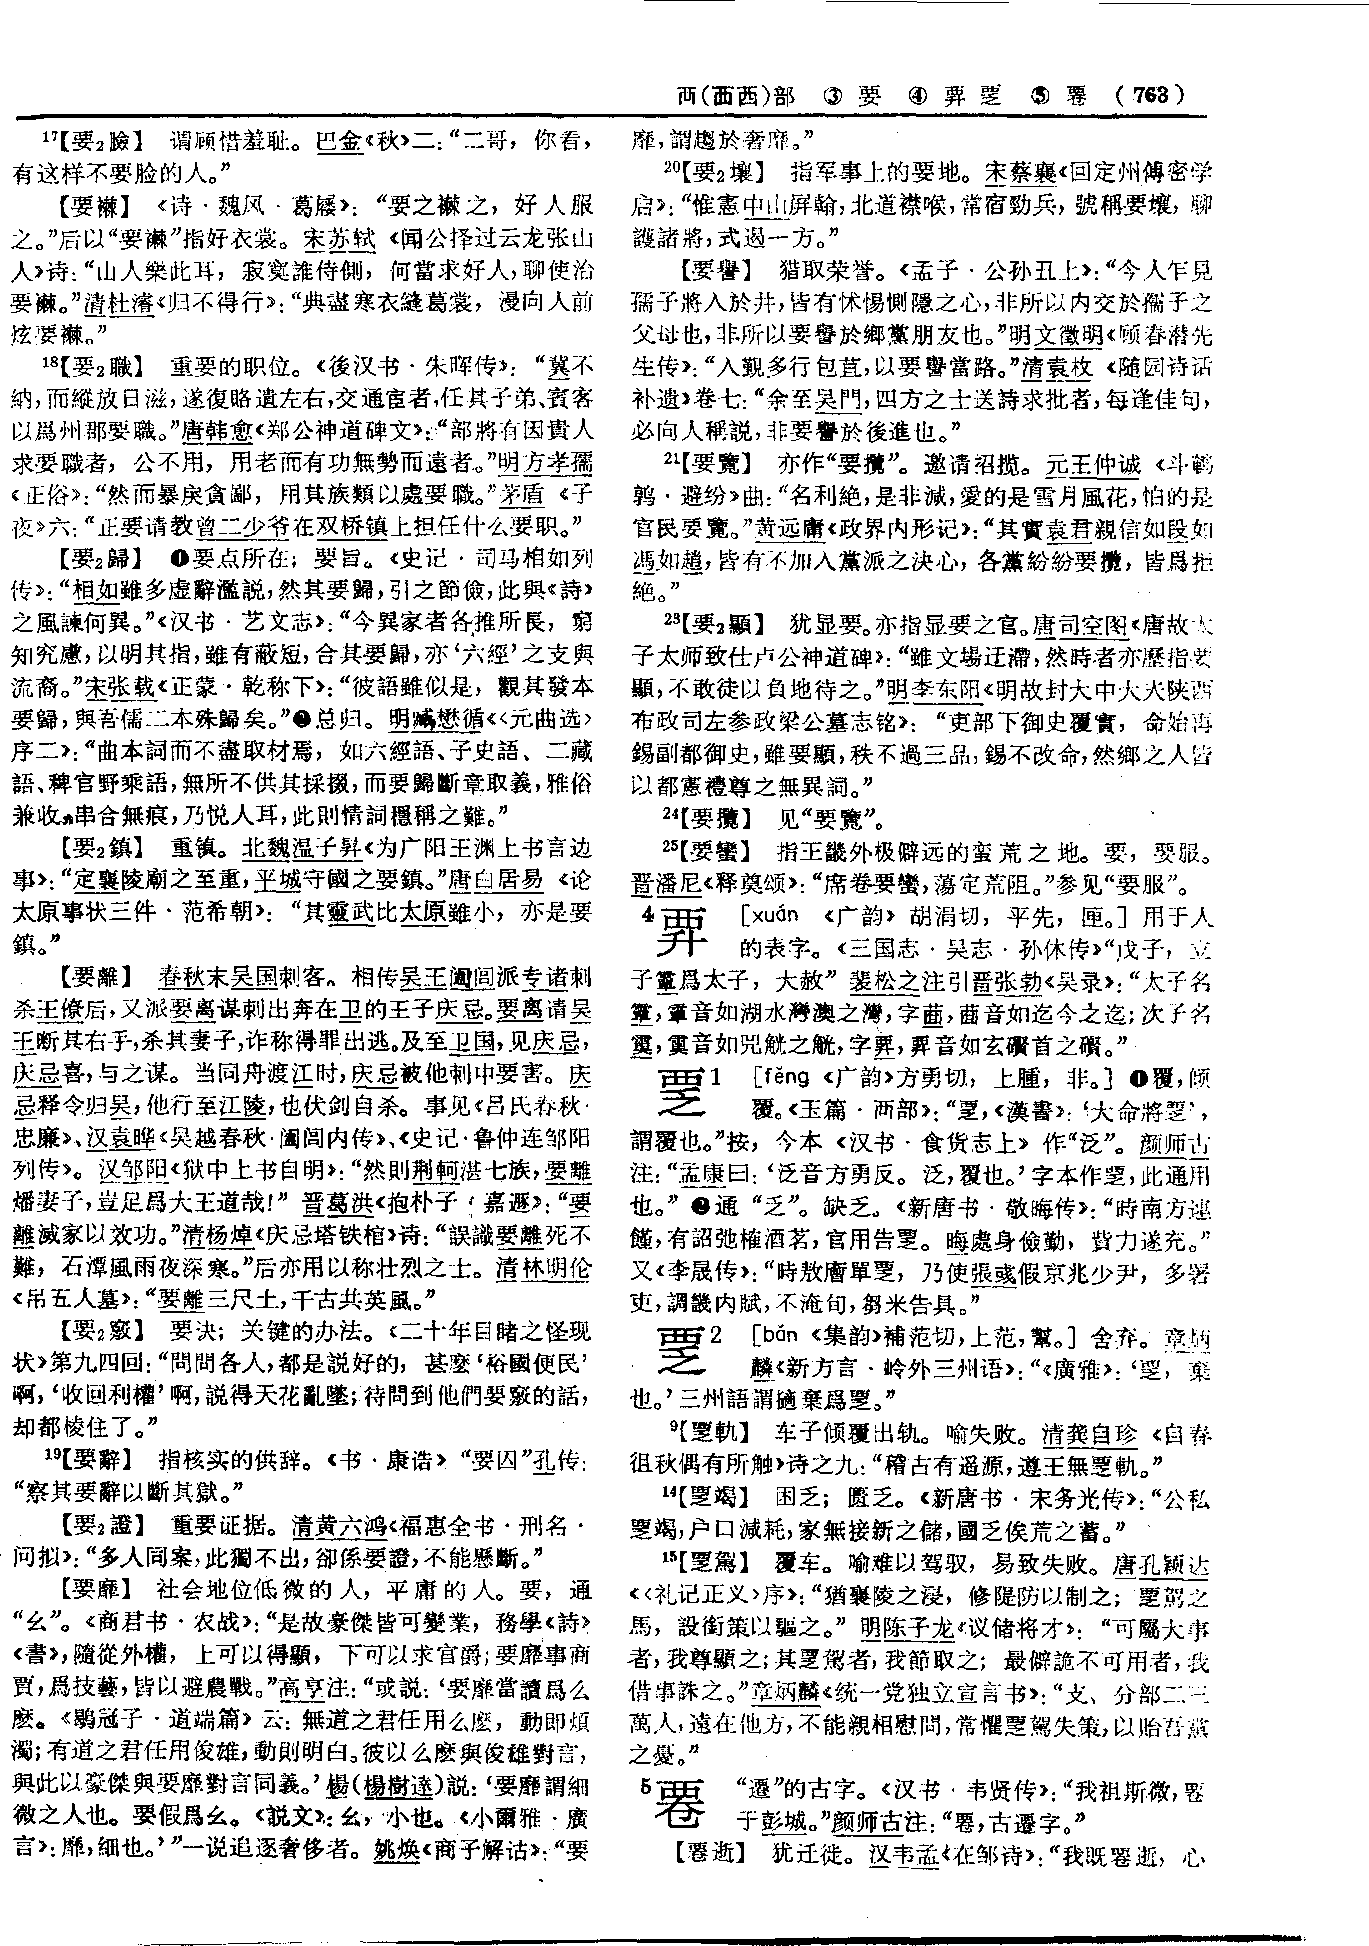 襾(覀西)部 ③ 要 ④ 覂 ⑤ 䙴 (763)
17【要₂臉】 谓顾惜羞耻。巴金《秋》二：“二哥，你看，
有这样不要脸的人。”
【要襋】 《诗·魏风·葛屦》：“要之襋之，好人服
之。”后以“要襋”指好衣裳。宋苏轼《闻公择过云龙张山
人》诗：“山人樂此耳，寂寞誰侍側，何當求好人，聊使治
要襋。”清杜濬《归不得行》：“典盡寒衣縫葛裳，漫向人前
炫要襋。”
18【要₂職】 重要的职位。《後汉书·朱晖传》：“冀不
納，而縱放日滋，遂復賂遺左右，交通宦者，任其子弟、賓客
以爲州郡要職。”唐韩愈《郑公神道碑文》：“部將有因貴人
求要職者，公不用，用老而有功無勢而遠者。”明方孝孺
《正俗》：“然而暴戾貪鄙，用其族類以處要職。”茅盾《子
夜》六：“正要请教曾二少爷在双桥镇上担任什么要职。”
【要₂歸】 ❶要点所在；要旨。《史记·司马相如列
传》：“相如雖多虚辭濫説，然其要歸，引之節儉，此與《詩》
之風諫何異。”《汉书·艺文志》：“今異家者各推所長，窮
知究慮，以明其指，雖有蔽短，合其要歸，亦‘六經’之支與
流裔。”宋张载《正蒙·乾称下》：“彼語雖似是，觀其發本
要歸，與吾儒二本殊歸矣。”❷总归。明臧懋循《〈元曲选〉
序二》：“曲本詞而不盡取材焉，如六經語、子史語、二藏
語、稗官野乘語，無所不供其採掇，而要歸斷章取義，雅俗
兼收，串合無痕，乃悦人耳，此則情詞穩稱之難。”
【要₂鎮】 重镇。北魏温子昇《为广阳王渊上书言边
事》：“定襄陵廟之至重，平城守國之要鎮。”唐白居易《论
太原事状三件·范希朝》：“其靈武比太原雖小，亦是要
鎮。”
【要離】 春秋末吴国刺客。相传吴王阖闾派专诸刺
杀王僚后，又派要离谋刺出奔在卫的王子庆忌。要离请吴
王断其右手，杀其妻子，诈称得罪出逃。及至卫国，见庆忌，
庆忌喜，与之谋。当同舟渡江时，庆忌被他刺中要害。庆
忌释令归吴，他行至江陵，也伏剑自杀。事见《吕氏春秋·
忠廉》、汉袁晔《吴越春秋·阖闾内传》、《史记·鲁仲连邹阳
列传》。汉邹阳《狱中上书自明》：“然則荆軻湛七族，要離
燔妻子，豈足爲大王道哉！”晋葛洪《抱朴子·嘉遯》：“要
離滅家以效功。”清杨焯《庆忌塔铁棺》诗：“誤識要離死不
難，石潭風雨夜深寒。”后亦用以称壮烈之士。清林明伦
《吊五人墓》：“要離三尺土，千古共英風。”
【要₂竅】 要诀；关键的办法。《二十年目睹之怪现
状》第九四回：“問問各人，都是説好的，甚麽‘裕國便民’
啊，‘收回利權’啊，説得天花亂墜；待問到他們要竅的話，
却都棱住了。”
19【要辭】 指核实的供辞。《书·康诰》“要囚”孔传：
“察其要辭以斷其獄。”
【要₂證】 重要证据。清黄六鸿《福惠全书·刑名·
问拟》：“多人同案，此獨不出，卻係要證，不能懸斷。”
【要靡】 社会地位低微的人，平庸的人。要，通
“幺”。《商君书·农战》：“是故豪傑皆可變業，務學《詩》
《書》，隨從外權，上可以得顯，下可以求官爵；要靡事商
賈，爲技藝，皆以避農戰。”高亨注：“或説：‘要靡當讀爲么
麽。《鶡冠子·道端篇》云：無道之君任用么麽，動即煩
濁；有道之君任用俊雄，動則明白。彼以么麽與俊雄對言，
與此以豪傑與要靡對言同義。’楊(楊樹達)説：‘要靡謂細
微之人也。要假爲幺。《説文》：幺，小也。《小爾雅·廣
言》：靡，細也。’”一说追逐奢侈者。姚焕《商子解诂》：“要
靡，謂趨於奢靡。”
20【要₂壤】 指军事上的要地。宋蔡襄《回定州傅密学
启》：“惟憲中山屏翰，北道襟喉，常宿勁兵，號稱要壤，聊
護諸將，式遏一方。”
【要譽】 猎取荣誉。《孟子·公孙丑上》：“今人乍見
孺子將入於井，皆有怵惕惻隱之心，非所以内交於孺子之
父母也，非所以要譽於鄉黨朋友也。”明文徵明《顾春潜先
生传》：“入覲多行包苴，以要譽當路。”清袁枚《随园诗话
补遗》卷七：“余至吴門，四方之士送詩求批者，每逢佳句，
必向人稱説，非要譽於後進也。”
21【要覽】 亦作“要攬”。邀请招揽。元王仲诚《斗鹌
鹑·避纷》曲：“名利絶，是非減，愛的是雪月風花，怕的是
官民要覽。”黄远庸《政界内形记》：“其實袁君親信如段如
馮如趙，皆有不加入黨派之决心，各黨紛紛要攬，皆爲拒
絶。”
23【要₂顯】 犹显要。亦指显要之官。唐司空图《唐故太
子太师致仕卢公神道碑》：“雖文場迂滯，然時者亦歷指要
顯，不敢徒以負地待之。”明李东阳《明故封大中大夫陕西
布政司左参政梁公墓志铭》：“吏部下御史覆實，命始再
錫副都御史，雖要顯，秩不過三品，錫不改命，然鄉之人皆
以都憲禮尊之無異詞。”
24【要攬】 见“要覽”。
25【要蠻】 指王畿外极僻远的蛮荒之地。要，要服。
晋潘尼《释奠颂》：“席卷要蠻，蕩定荒阻。”参见“要服”。
4 [xuán 《广韵》胡涓切，平先，匣。]用于人
的表字。《三国志·吴志·孙休传》“戊子，立
子𩅦爲太子，大赦”裴松之注引晋张勃《吴录》：“太子名
𩅦，𩅦音如湖水灣澳之灣，字𦯶，𦯶音如迄今之迄；次子名
音如兕觥之觥，字，音如玄礥首之礥。”
覂1 [fěng 《广韵》方勇切，上腫，非。] ❶覆，倾
覆。《玉篇·襾部》：“覂，《漢書》：‘大命將覂’，
謂覆也。”按，今本《汉书·食货志上》作“泛”。颜师古
注：“孟康曰：‘泛音方勇反。泛，覆也。’字本作覂，此通用
也。”❷通“乏”。缺乏。《新唐书·敬晦传》：“時南方連
饉，有詔弛榷酒茗，官用告覂。晦處身儉勤，貲力遂充。”
又《李晟传》：“時敖廥單覂，乃使張彧假京兆少尹，多署
吏，調畿内賦，不淹旬，芻米告具。”
覂2 [bǎn 《集韵》補范切，上范，幫。]舍弃。章炳
麟《新方言·岭外三州语》：“《廣雅》：‘覂，棄
也。’三州語謂擿棄爲覂。”
9【覂軌】 车子倾覆出轨。喻失败。清龚自珍《自春
徂秋偶有所触》诗之九：“稽古有遥源，遵王無覂軌。”
14【覂竭】 困乏；匮乏。《新唐书·宋务光传》：“公私
覂竭，户口減耗，家無接新之儲，國乏俟荒之蓄。”
15【覂駕】 覆车。喻难以驾驭，易致失败。唐孔颖达
《〈礼记正义〉序》：“猶襄陵之浸，修隄防以制之；覂駕之
馬，設銜策以驅之。”明陈子龙《议储将才》：“可屬大事
者，我尊顯之；其覂駕者，我節取之；最僻詭不可用者，我
借事誅之。”章炳麟《统一党独立宣言书》：“支、分部二三
萬人，遠在他方，不能親相慰問，常懼覂駕失策，以貽吾黨
之憂。”
5䙴 “遷”的古字。《汉书·韦贤传》：“我祖斯微，䙴
于彭城。”颜师古注：“䙴，古遷字。”
【䙴逝】 犹迁徙。汉韦孟《在邹诗》：“我既䙴逝，心